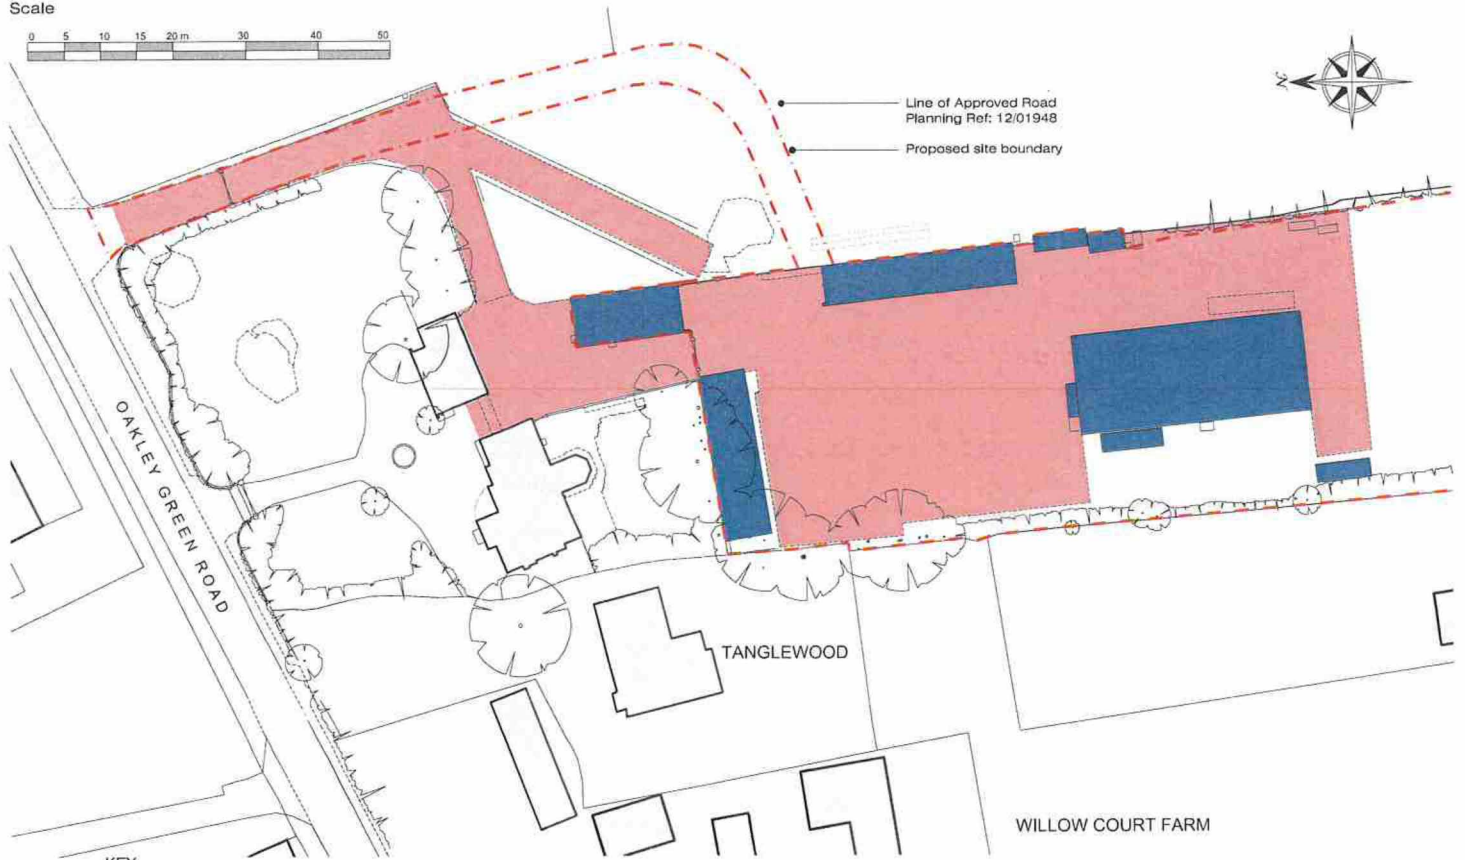 Scale
0 5 10 15 20 m 30 40 50
N
Line of Approved Road
Planning Ref: 12/01948
Proposed site boundary
OAKLEY GREEN ROAD
TANGLEWOOD
WILLOW COURT FARM